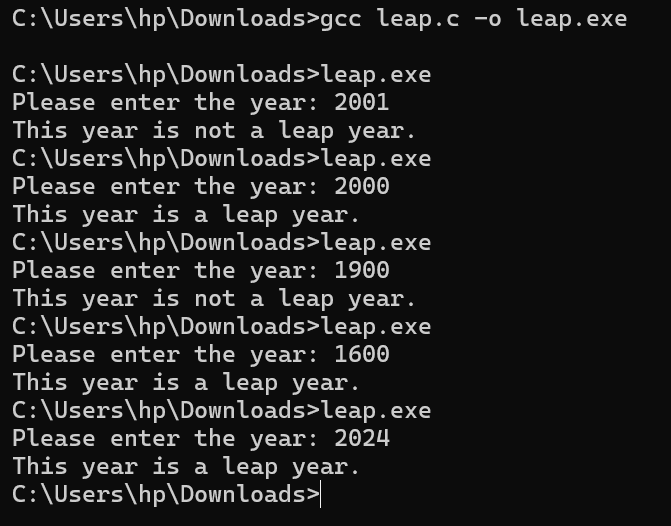 C:\Users\hp\Downloads>gcc leap.c -o leap.exe
C:\Users\hp\Downloads>leap.exe
Please enter the year: 2001
This year is not a leap year.
C:\Users\hp\Downloads>leap.exe
Please enter the year: 2000
This year is a leap year.
C:\Users\hp\Downloads>leap.exe
Please enter the year: 1900
This year is not a leap year.
C:\Users\hp\Downloads>leap.exe
Please enter the year: 1600
This year is a leap year.
C:\Users\hp\Downloads>leap.exe
Please enter the year: 2024
This year is a leap year.
C:\Users\hp\Downloads>